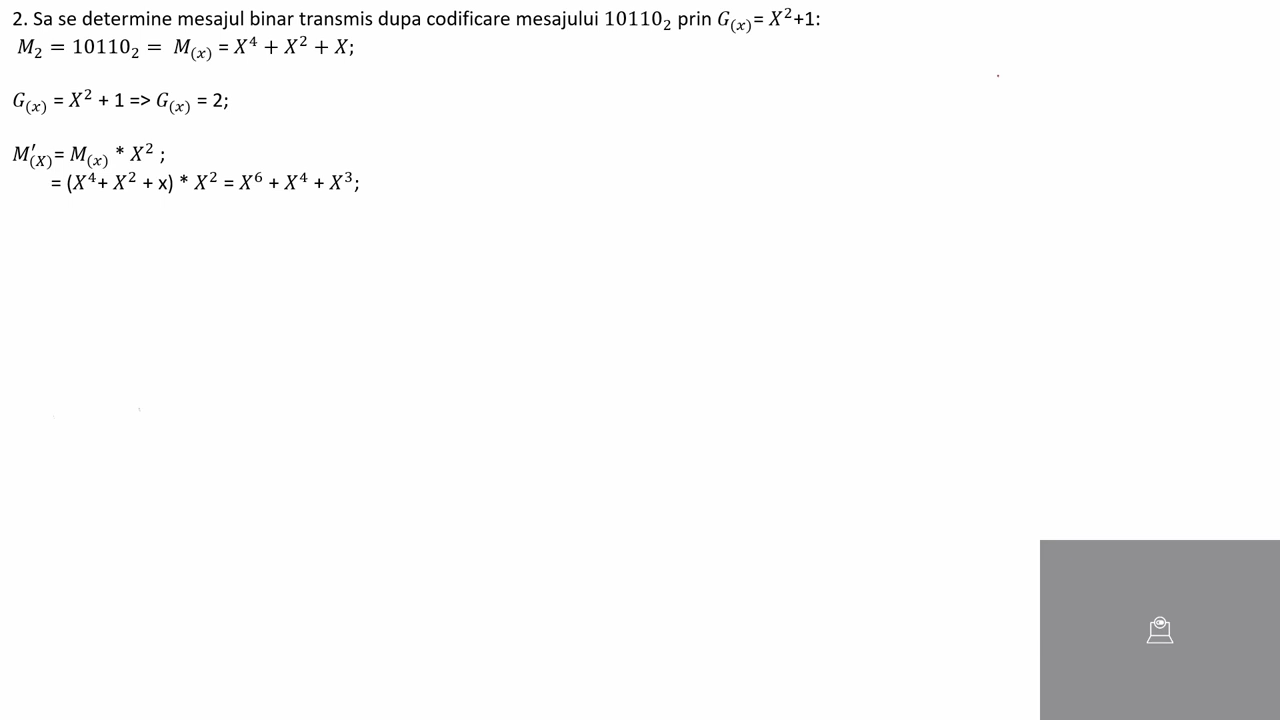 2. Sa se determine mesajul binar transmis dupa codificare mesajului 10110₂ prin G₍ₓ₎= X²+1:
M₂ = 10110₂ = M₍ₓ₎ = X⁴ + X² + X;
G₍ₓ₎ = X² + 1 => G₍ₓ₎ = 2;
M′₍X₎= M₍ₓ₎ * X² ;
= (X⁴+ X² + x) * X² = X⁶ + X⁴ + X³;